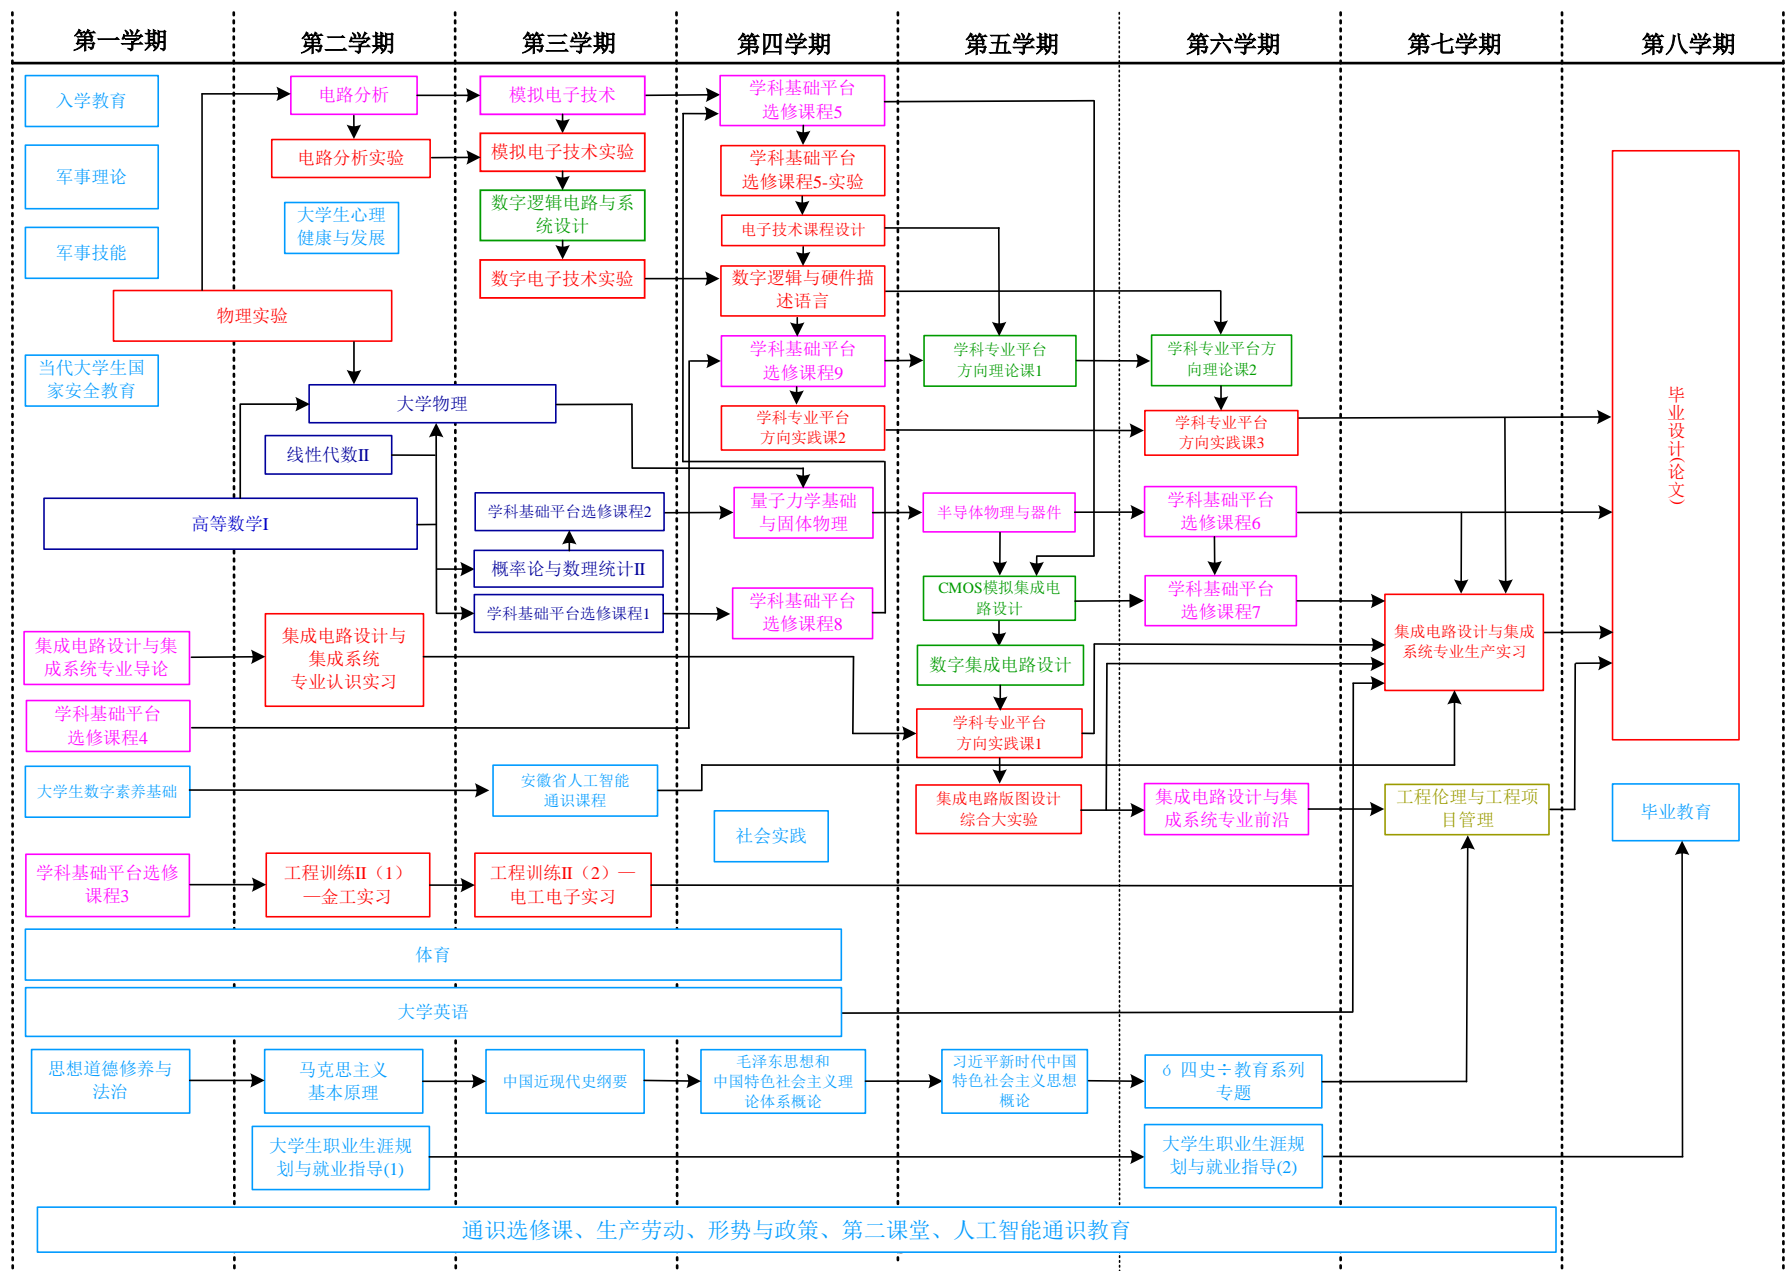 第一学期
第二学期
第三学期
第四学期
第五学期
第六学期
第七学期
第八学期
入学教育
军事理论
军事技能
物理实验
当代大学生国
家安全教育
高等数学I
集成电路设计与集
成系统专业导论
学科基础平台
选修课程4
大学生数字素养基础
学科基础平台选修
课程3
电路分析
电路分析实验
大学生心理
健康与发展
大学物理
线性代数II
集成电路设计与
集成系统
专业认识实习
工程训练II（1）
—金工实习
模拟电子技术
模拟电子技术实验
数字逻辑电路与系
统设计
数字电子技术实验
学科基础平台选修课程2
概率论与数理统计II
学科基础平台选修课程1
安徽省人工智能
通识课程
工程训练II（2）—
电工电子实习
学科基础平台
选修课程5
学科基础平台
选修课程5-实验
电子技术课程设计
数字逻辑与硬件描
述语言
学科基础平台
选修课程9
学科专业平台
方向实践课2
量子力学基础
与固体物理
学科基础平台
选修课程8
社会实践
学科专业平台
方向理论课1
半导体物理与器件
CMOS模拟集成电
路设计
数字集成电路设计
学科专业平台
方向实践课1
集成电路版图设计
综合大实验
学科专业平台方
向理论课2
学科专业平台
方向实践课3
学科基础平台
选修课程6
学科基础平台
选修课程7
集成电路设计与集
成系统专业前沿
集成电路设计与集成
系统专业生产实习
工程伦理与工程项
目管理
毕业设计(论文)
毕业教育
体育
大学英语
思想道德修养与
法治
马克思主义
基本原理
中国近现代史纲要
毛泽东思想和
中国特色社会主义理
论体系概论
习近平新时代中国
特色社会主义思想
概论
ó 四史÷教育系列
专题
大学生职业生涯规
划与就业指导(1)
大学生职业生涯规
划与就业指导(2)
通识选修课、生产劳动、形势与政策、第二课堂、人工智能通识教育